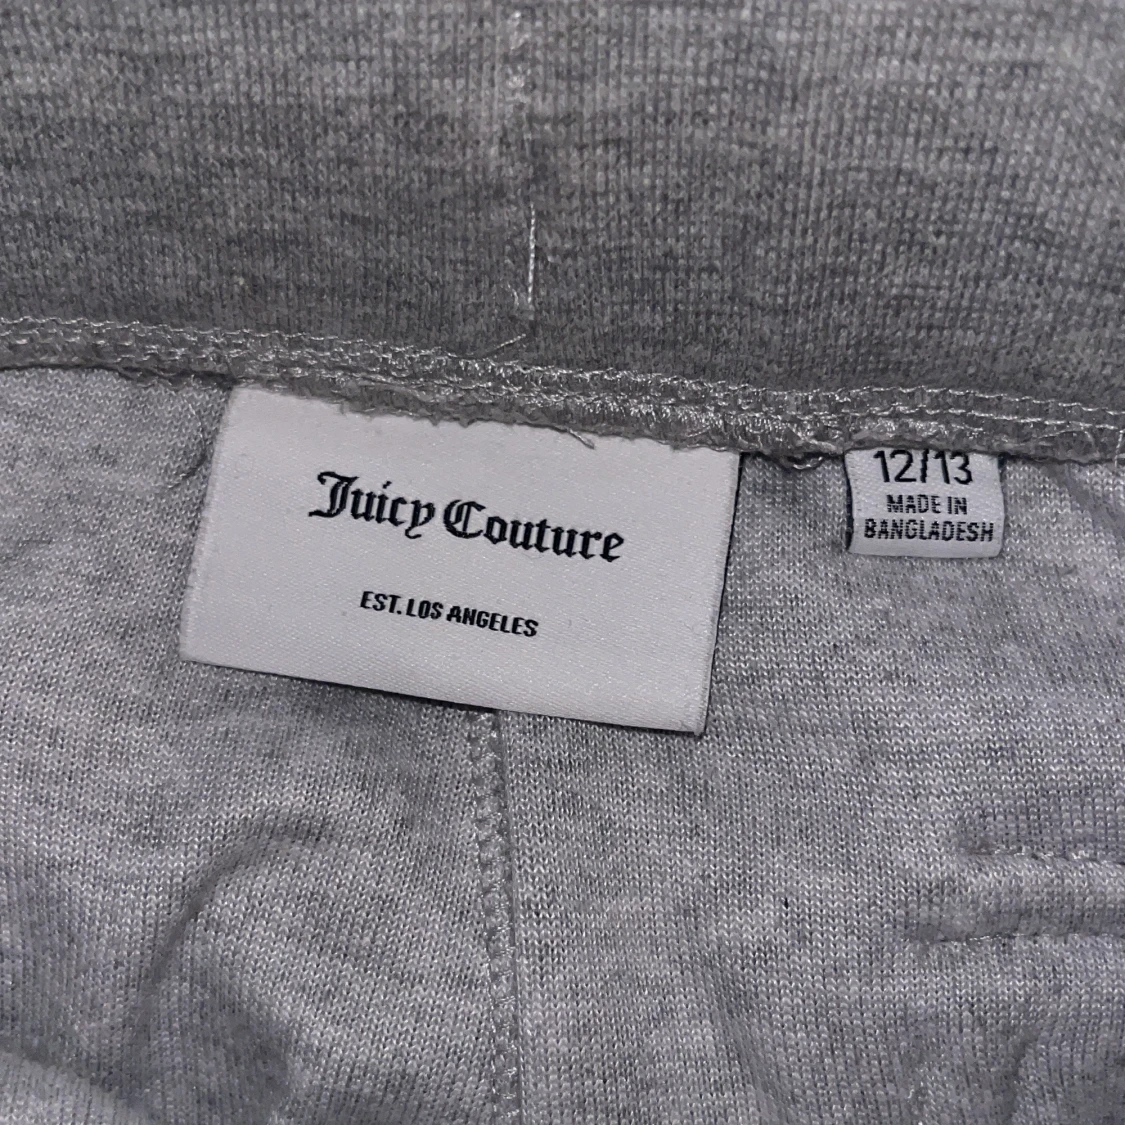 Juicy Couture
EST. LOS ANGELES
12/13
MADE IN
BANGLADESH